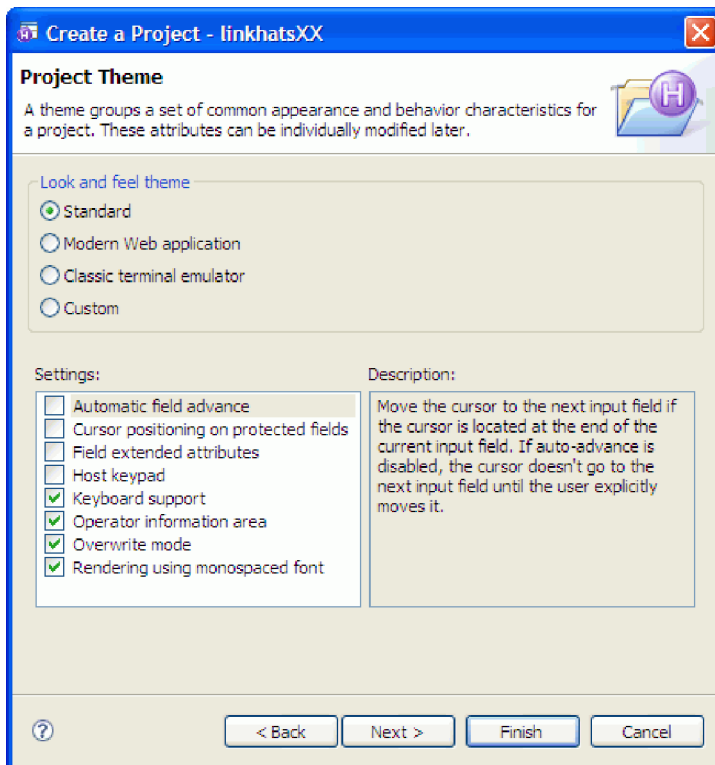 Create a Project - linkhatsXX
Project Theme
A theme groups a set of common appearance and behavior characteristics for
a project. These attributes can be individually modified later.
H
Look and feel theme
Standard
Modern Web application
Classic terminal emulator
Custom
Settings:
Automatic field advance
Cursor positioning on protected fields
Field extended attributes
Host keypad
Keyboard support
Operator information area
Overwrite mode
Rendering using monospaced font
Description:
Move the cursor to the next input field if
the cursor is located at the end of the
current input field. If auto-advance is
disabled, the cursor doesn't go to the
next input field until the user explicitly
moves it.
?
< Back
Next >
Finish
Cancel